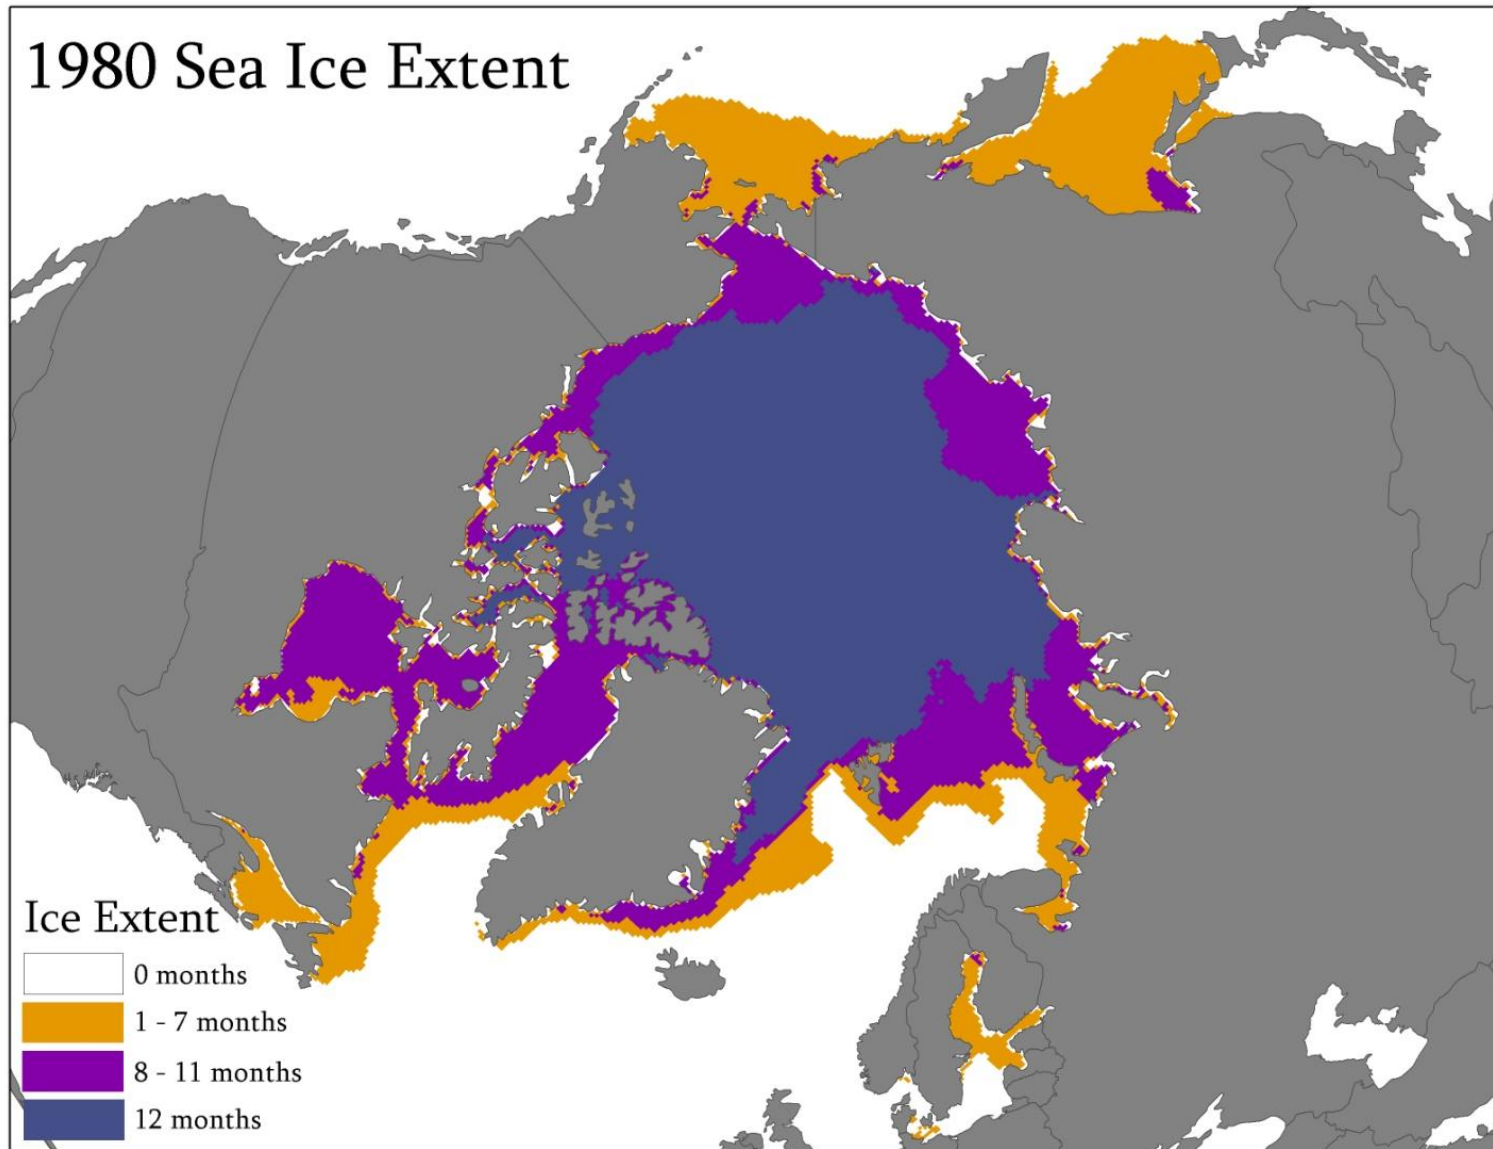 1980 Sea Ice Extent
Ice Extent
0 months
1 - 7 months
8 - 11 months
12 months